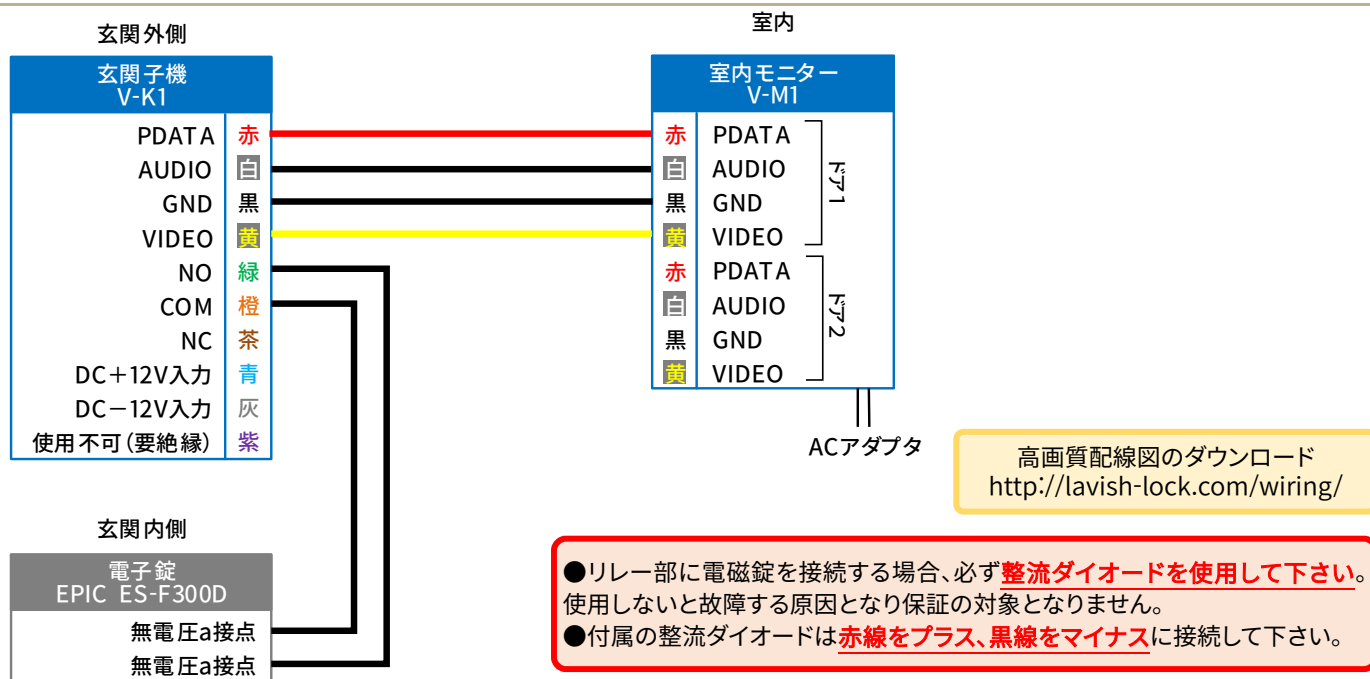 玄関外側
玄関子機
V-K1
PDATA 赤
AUDIO 白
GND 黒
VIDEO 黄
NO 緑
COM 橙
NC 茶
DC＋12V入力 青
DC－12V入力 灰
使用不可（要絶縁） 紫
室内
室内モニター
V-M1
赤 PDATA
白 AUDIO
黒 GND
黄 VIDEO
ドア1
赤 PDATA
白 AUDIO
黒 GND
黄 VIDEO
ドア2
ACアダプタ
高画質配線図のダウンロード
http://lavish-lock.com/wiring/
玄関内側
電子錠
EPIC ES-F300D
無電圧a接点
無電圧a接点
●リレー部に電磁錠を接続する場合、必ず整流ダイオードを使用して下さい。
使用しないと故障する原因となり保証の対象となりません。
●付属の整流ダイオードは赤線をプラス、黒線をマイナスに接続して下さい。